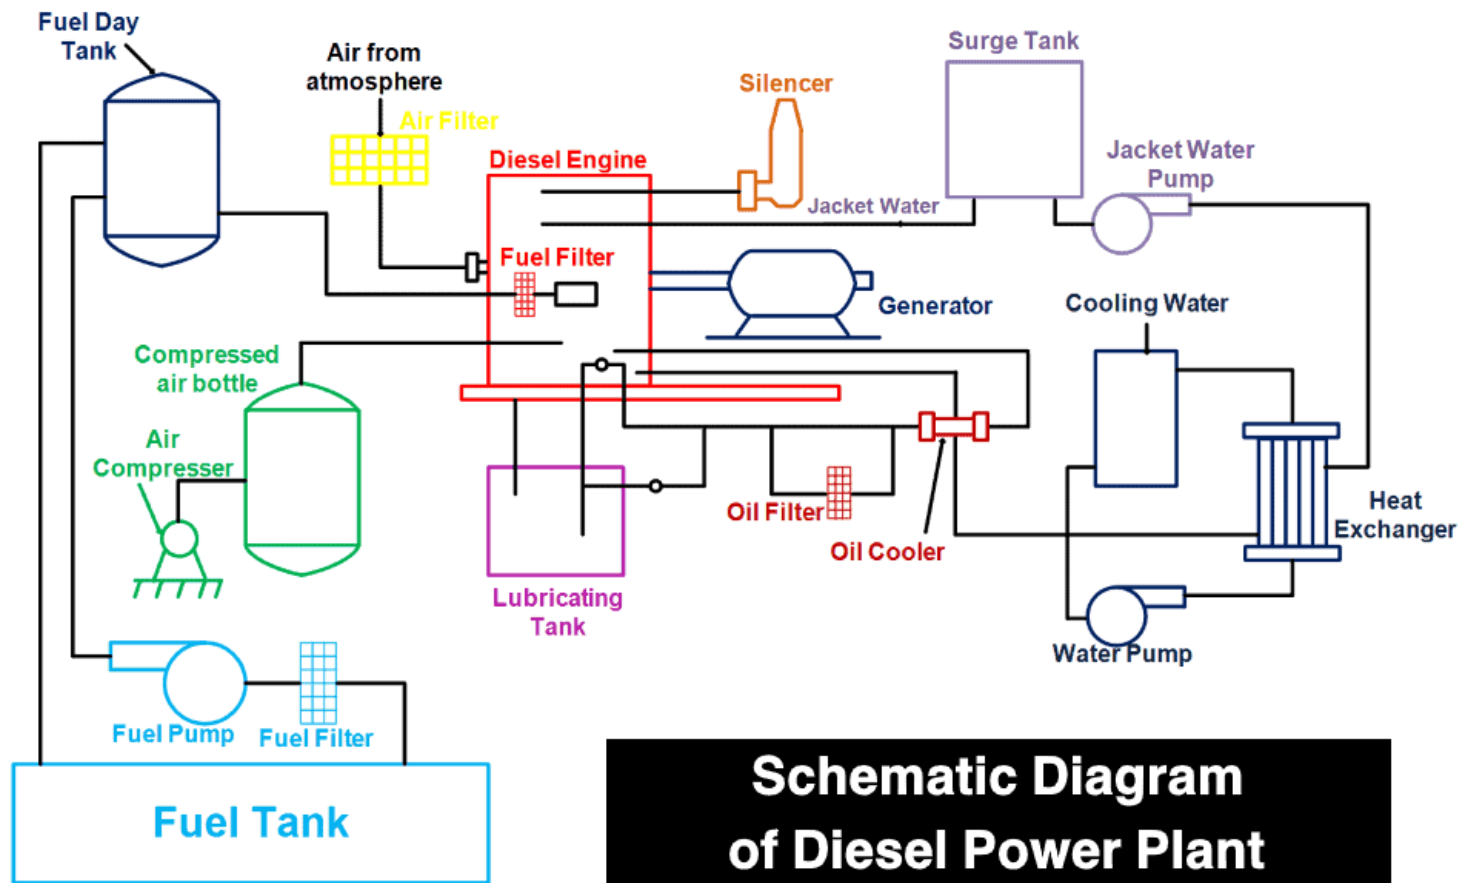 Fuel Day
Tank
Air from
atmosphere
Air Filter
Diesel Engine
Silencer
Surge Tank
Jacket Water
Pump
Jacket Water
Fuel Filter
Generator
Cooling Water
Compressed
air bottle
Air
Compresser
Oil Filter
Oil Cooler
Heat
Exchanger
Lubricating
Tank
Water Pump
Fuel Pump
Fuel Filter
Fuel Tank
Schematic Diagram
of Diesel Power Plant